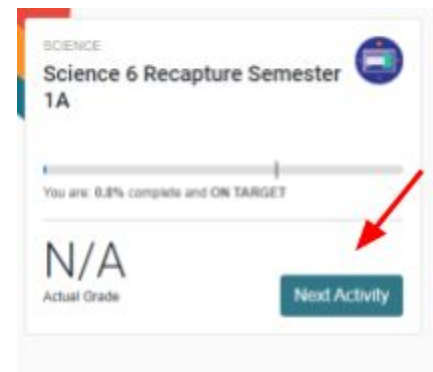 SCIENCE
Science 6 Recapture Semester
1A
You are: 0.8% complete and ON TARGET
N/A
Actual Grade
Next Activity